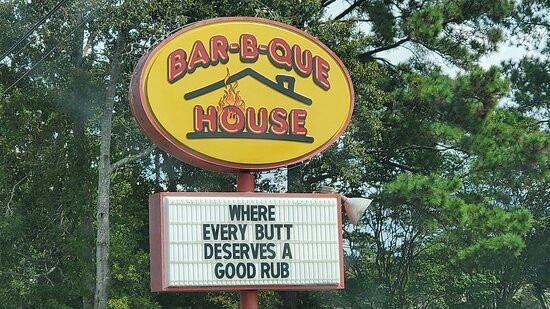 BAR-B-QUE
HOUSE
WHERE
EVERY BUTT
DESERVES A
GOOD RUB